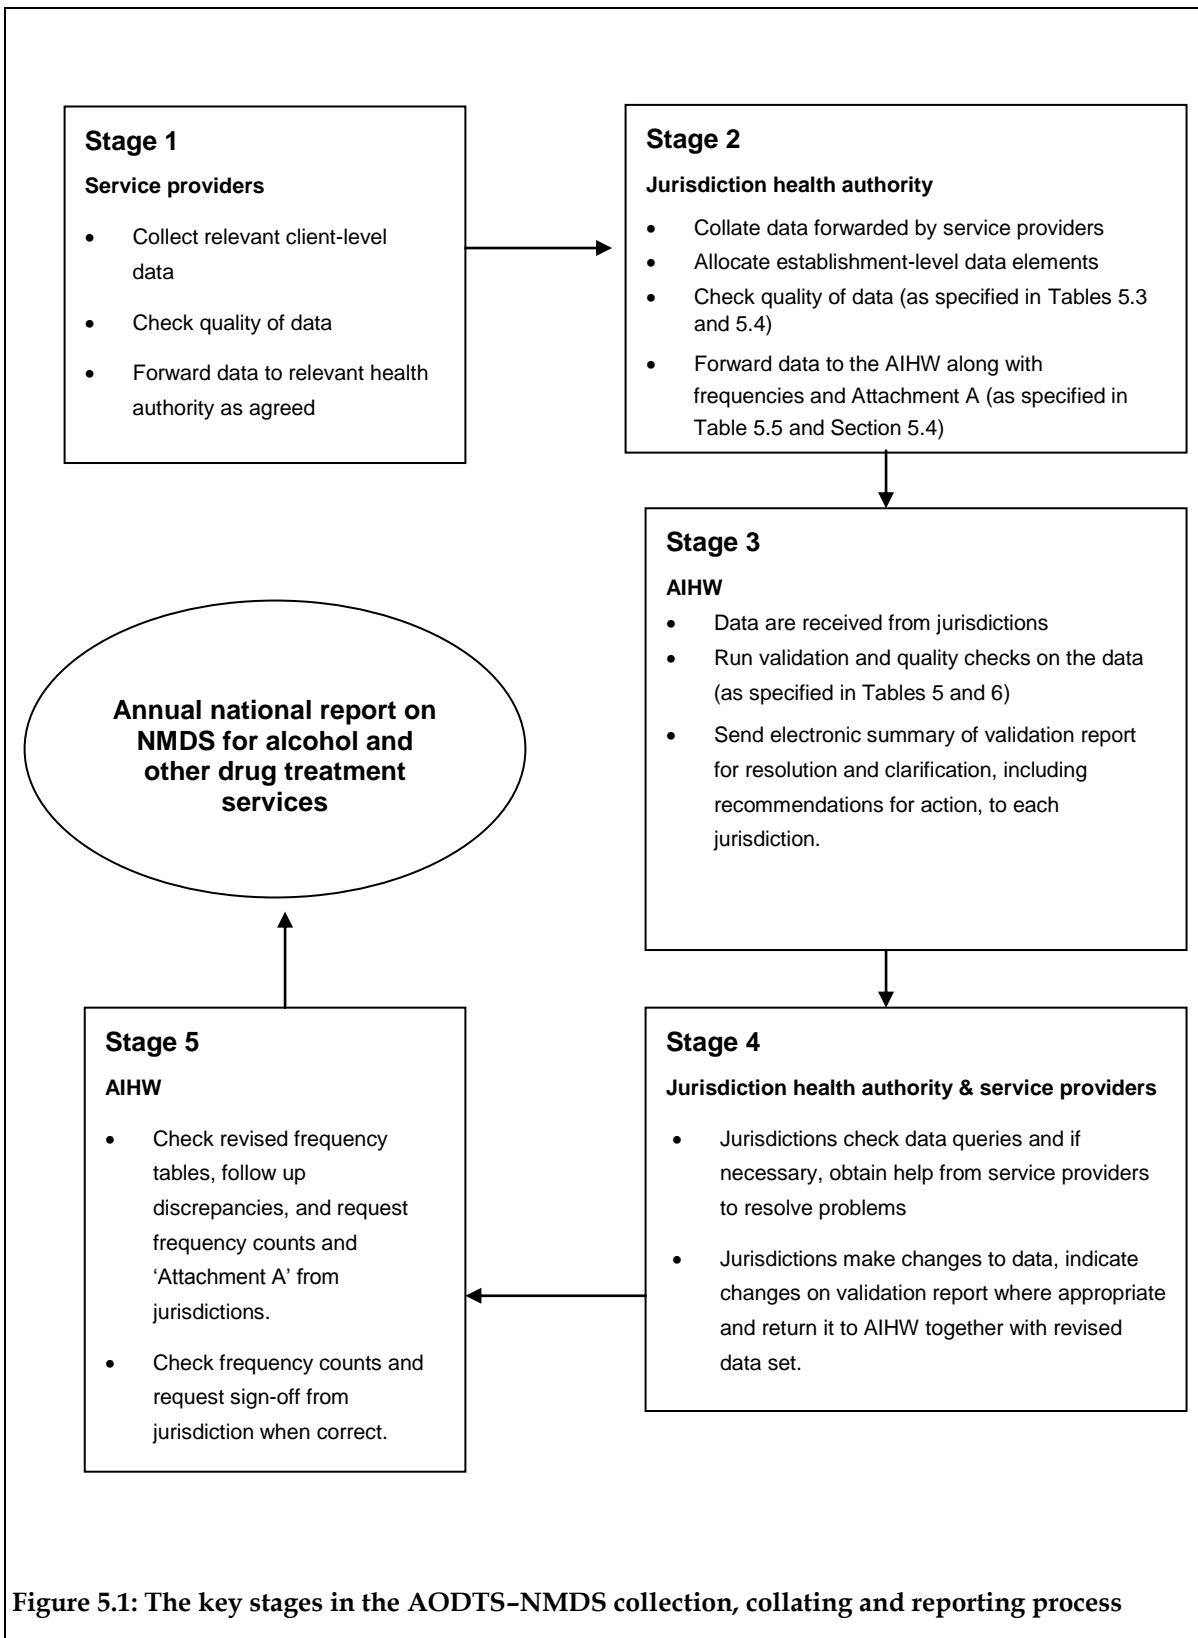 Stage 1
Service providers
• Collect relevant client-level
data
• Check quality of data
• Forward data to relevant health
authority as agreed
Stage 2
Jurisdiction health authority
• Collate data forwarded by service providers
• Allocate establishment-level data elements
• Check quality of data (as specified in Tables 5.3
and 5.4)
• Forward data to the AIHW along with
frequencies and Attachment A (as specified in
Table 5.5 and Section 5.4)
Stage 3
AIHW
• Data are received from jurisdictions
• Run validation and quality checks on the data
(as specified in Tables 5 and 6)
• Send electronic summary of validation report
for resolution and clarification, including
recommendations for action, to each
jurisdiction.
Annual national report on
NMDS for alcohol and
other drug treatment
services
Stage 4
Jurisdiction health authority & service providers
• Jurisdictions check data queries and if
necessary, obtain help from service providers
to resolve problems
• Jurisdictions make changes to data, indicate
changes on validation report where appropriate
and return it to AIHW together with revised
data set.
Stage 5
AIHW
• Check revised frequency
tables, follow up
discrepancies, and request
frequency counts and
‘Attachment A’ from
jurisdictions.
• Check frequency counts and
request sign-off from
jurisdiction when correct.
Figure 5.1: The key stages in the AODTS–NMDS collection, collating and reporting process